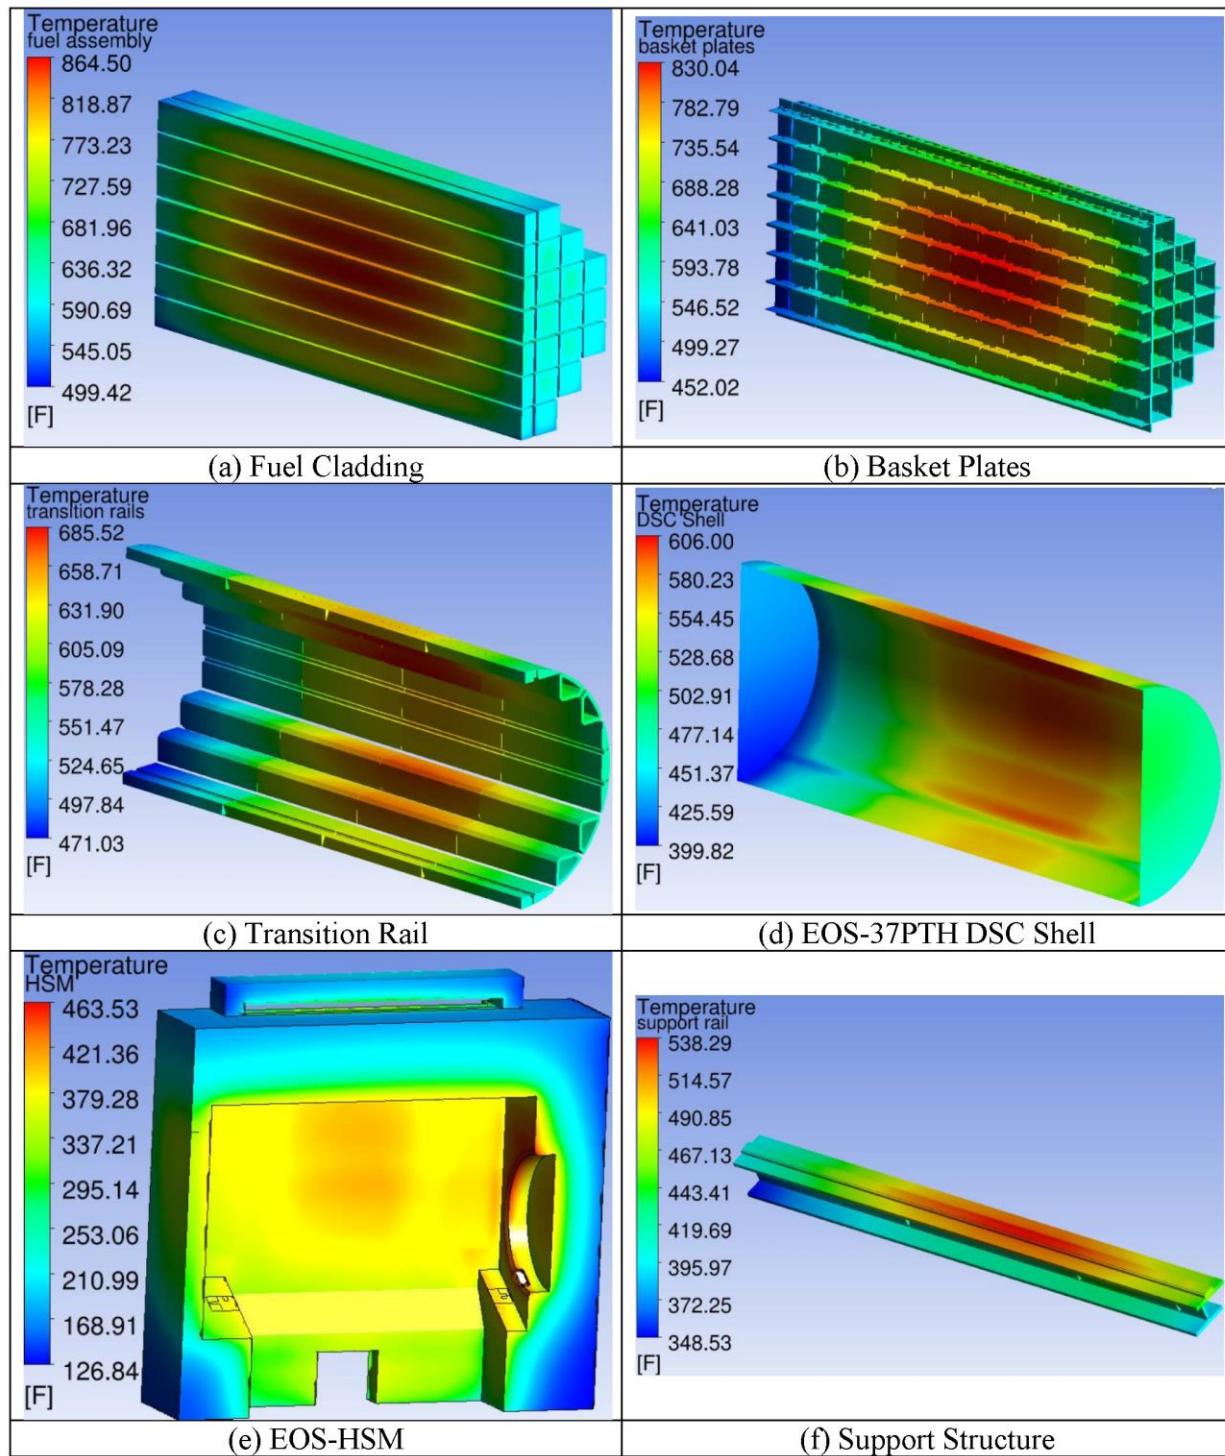 Temperature
fuel assembly
864.50
818.87
773.23
727.59
681.96
636.32
590.69
545.05
499.42
[F]
(a) Fuel Cladding
Temperature
basket plates
830.04
782.79
735.54
688.28
641.03
593.78
546.52
499.27
452.02
[F]
(b) Basket Plates
Temperature
transition rails
685.52
658.71
631.90
605.09
578.28
551.47
524.65
497.84
471.03
[F]
(c) Transition Rail
Temperature
DSC Shell
606.00
580.23
554.45
528.68
502.91
477.14
451.37
425.59
399.82
[F]
(d) EOS-37PTH DSC Shell
Temperature
HSM
463.53
421.36
379.28
337.21
295.14
253.06
210.99
168.91
126.84
[F]
(e) EOS-HSM
Temperature
support rail
538.29
514.57
490.85
467.13
443.41
419.69
395.97
372.25
348.53
[F]
(f) Support Structure